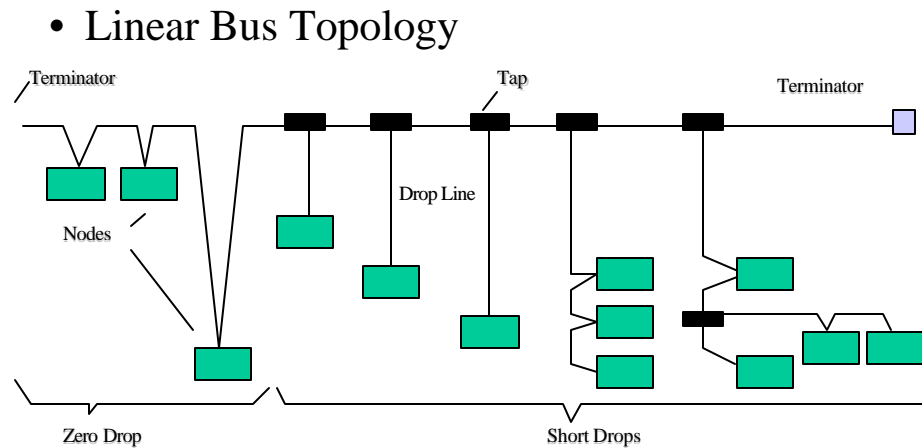 • Linear Bus Topology
Terminator
Tap
Terminator
Drop Line
Nodes
Zero Drop
Short Drops